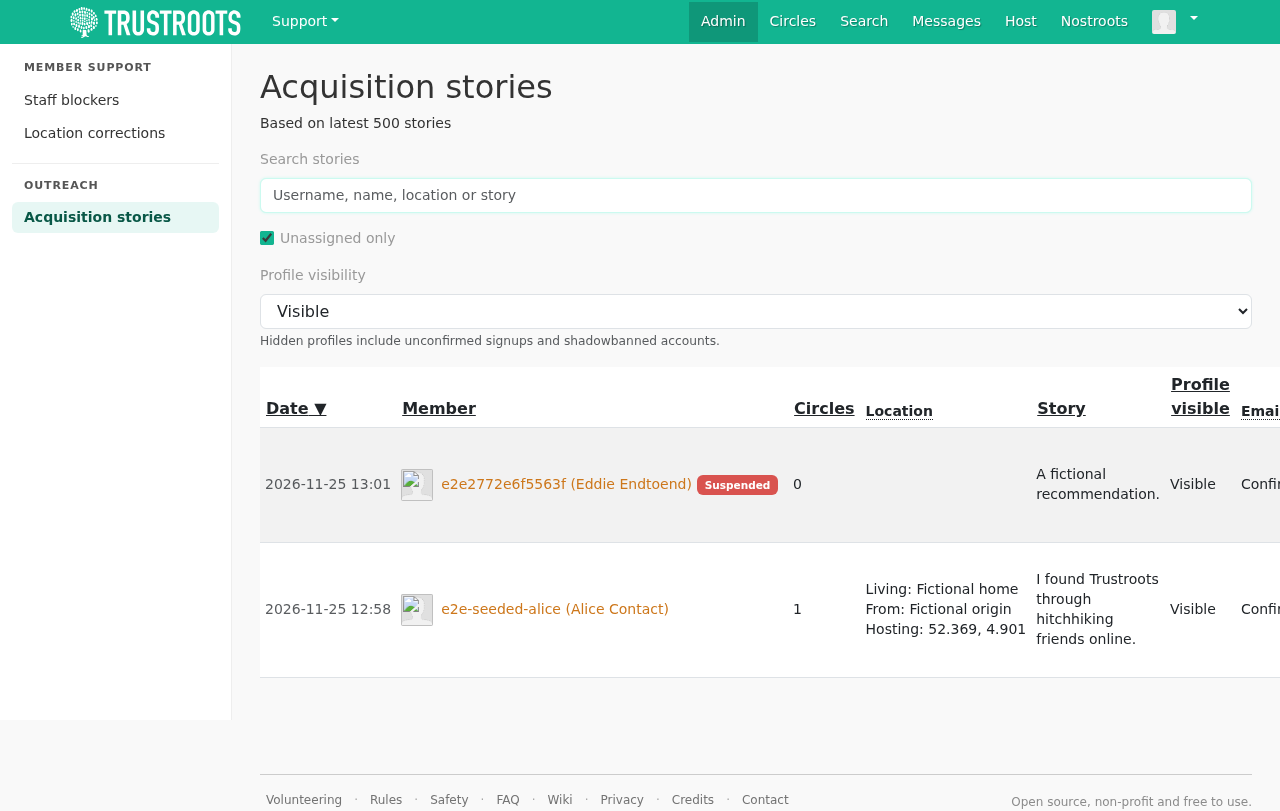 TRUSTROOTS
Support
Admin
Circles
Search
Messages
Host
Nostroots
MEMBER SUPPORT
Staff blockers
Location corrections
OUTREACH
Acquisition stories
Acquisition stories
Based on latest 500 stories
Search stories
Username, name, location or story
Unassigned only
Profile visibility
Visible
Hidden profiles include unconfirmed signups and shadowbanned accounts.
Date ▼ Member Circles Location Story Profile visible Emai
2026-11-25 13:01 e2e2772e6f5563f (Eddie Endtoend) Suspended 0 A fictional recommendation. Visible Confir
2026-11-25 12:58 e2e-seeded-alice (Alice Contact) 1
Living: Fictional home
From: Fictional origin
Hosting: 52.369, 4.901
I found Trustroots
through
hitchhiking
friends online.
Visible Confir
Volunteering · Rules · Safety · FAQ · Wiki · Privacy · Credits · Contact
Open source, non-profit and free to use.